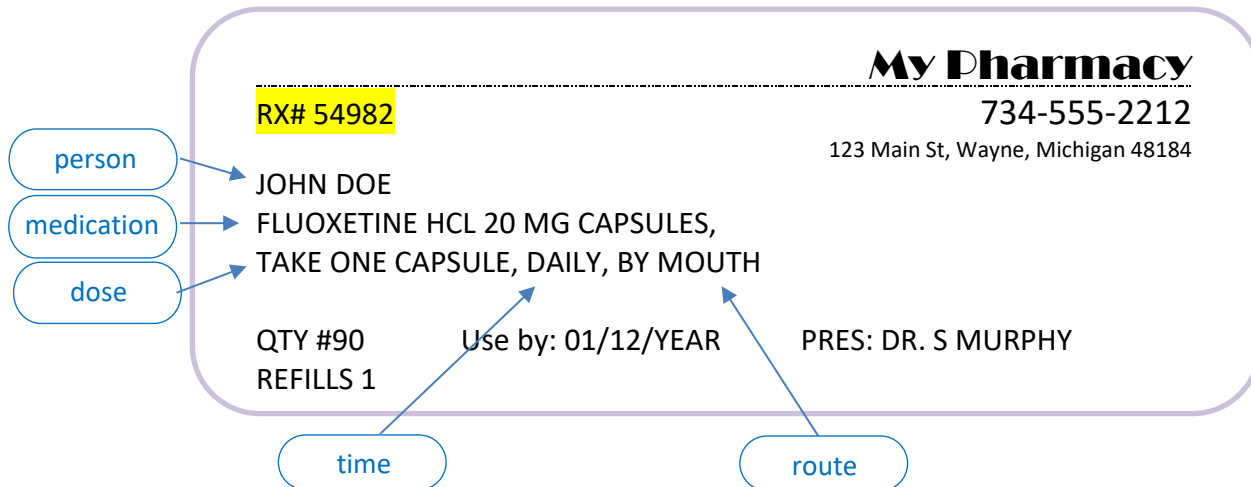 My Pharmacy
RX# 54982
734-555-2212
123 Main St, Wayne, Michigan 48184
person
JOHN DOE
medication
FLUOXETINE HCL 20 MG CAPSULES,
TAKE ONE CAPSULE, DAILY, BY MOUTH
dose
QTY #90 Use by: 01/12/YEAR PRES: DR. S MURPHY
REFILLS 1
time
route